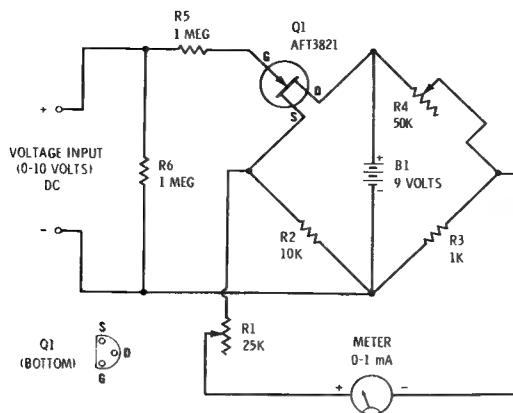 R5
1 MEG
Q1
AFT3821
G
D
S
R4
50K
+
VOLTAGE INPUT
(0-10 VOLTS)
DC
-
R6
1 MEG
+
B1
9 VOLTS
-
R2
10K
R3
1K
S
Q1
(BOTTOM)
D
G
R1
25K
METER
0-1 mA
+
-